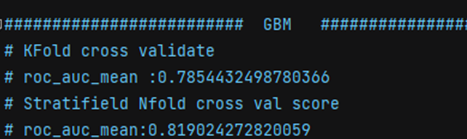 ######################### GBM ################
# KFold cross validate
# roc_auc_mean :0.7854432498780366
# Stratifield Nfold cross val score
# roc_auc_mean:0.819024272820059